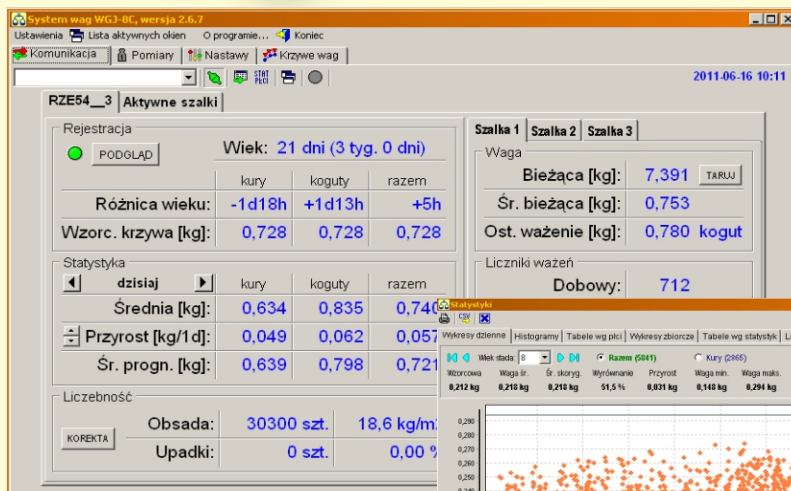 System wag WGJ-8C, wersja 2.6.7
Ustawienia Lista aktywnych okien O programie... Koniec
Komunikacja Pomiary Nastawy Krzywe wag
STAT PŁCI 2011-06-16 10:11
RZE54__3 Aktywne szalki
Rejestracja
PODGLĄD Wiek: 21 dni (3 tyg. 0 dni)
kury koguty razem
Różnica wieku: -1d18h +1d13h +5h
Wzorc. krzywa [kg]: 0,728 0,728 0,728
Statystyka
dzisiaj kury koguty razem
Średnia [kg]: 0,634 0,835 0,740
Przyrost [kg/1d]: 0,049 0,062 0,057
Śr. progn. [kg]: 0,639 0,798 0,721
Liczebność
KOREKTA
Obsada: 30300 szt. 18,6 kg/m
Upadki: 0 szt. 0,00 %
Szalka 1 Szalka 2 Szalka 3
Waga
Bieżąca [kg]: 7,391 TARUJ
Śr. bieżąca [kg]: 0,753
Ost. ważenie [kg]: 0,780 kogut
Liczniki ważeń
Dobowy: 712
Statystyki
CSV
Wykresy dzienne Histogramy Tabele wg płci Wykresy zbiorcze Tabele wg statystyk
Wiek stada: 8 Razem (5841) Kury (2865)
Wzorcowa Waga śr. Śr. skoryg. Wyrównanie Przyrost Waga min. Waga maks.
0,212 kg 0,218 kg 0,218 kg 51,5 % 0,031 kg 0,148 kg 0,294 kg
0,290
0,280
0,270
0,260
0,250
0,240